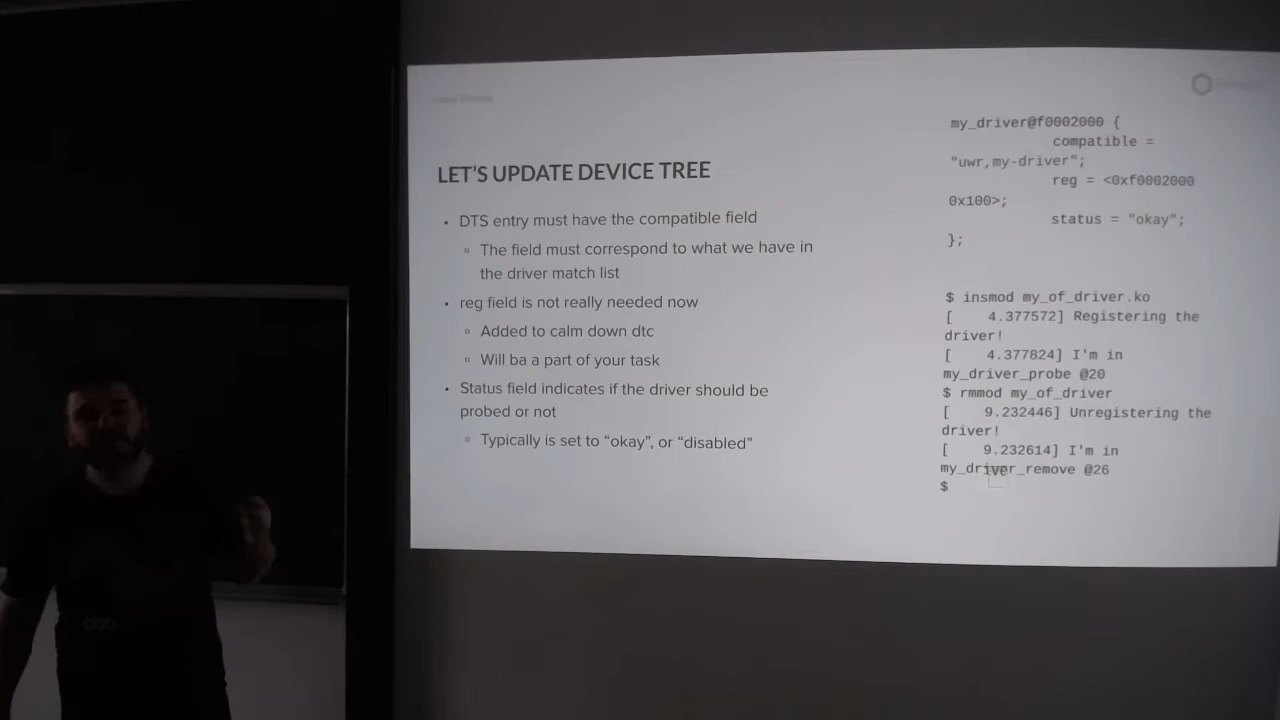 LET'S UPDATE DEVICE TREE
• DTS entry must have the compatible field
▫ The field must correspond to what we have in
the driver match list
• reg field is not really needed now
▫ Added to calm down dtc
▫ Will ba a part of your task
• Status field indicates if the driver should be
probed or not
▫ Typically is set to “okay”, or “disabled”
my_driver@f0002000 {
compatible =
"uwr,my-driver";
reg = <0xf0002000
0x100>;
status = "okay";
};
$ insmod my_of_driver.ko
[    4.377572] Registering the
driver!
[    4.377824] I'm in
my_driver_probe @20
$ rmmod my_of_driver
[    9.232446] Unregistering the
driver!
[    9.232614] I'm in
my_driver_remove @26
$